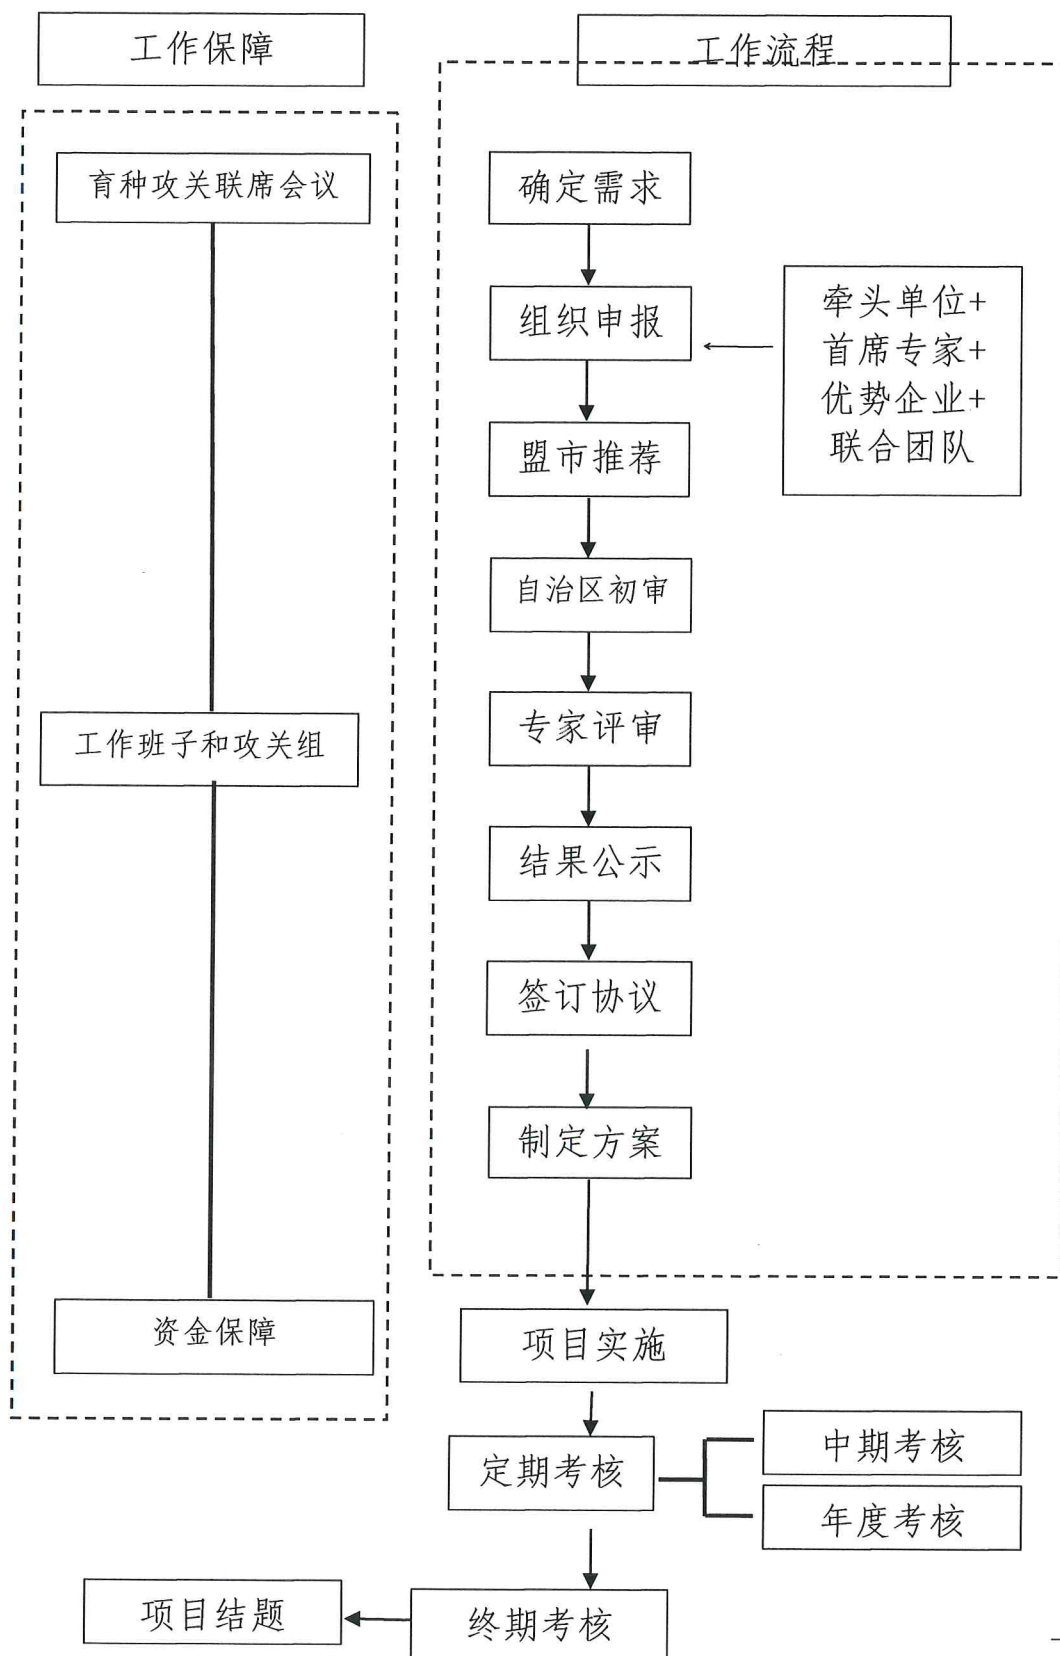 工作保障
工作流程
育种攻关联席会议
工作班子和攻关组
资金保障
确定需求
组织申报
牵头单位+
首席专家+
优势企业+
联合团队
盟市推荐
自治区初审
专家评审
结果公示
签订协议
制定方案
项目实施
定期考核
中期考核
年度考核
终期考核
项目结题